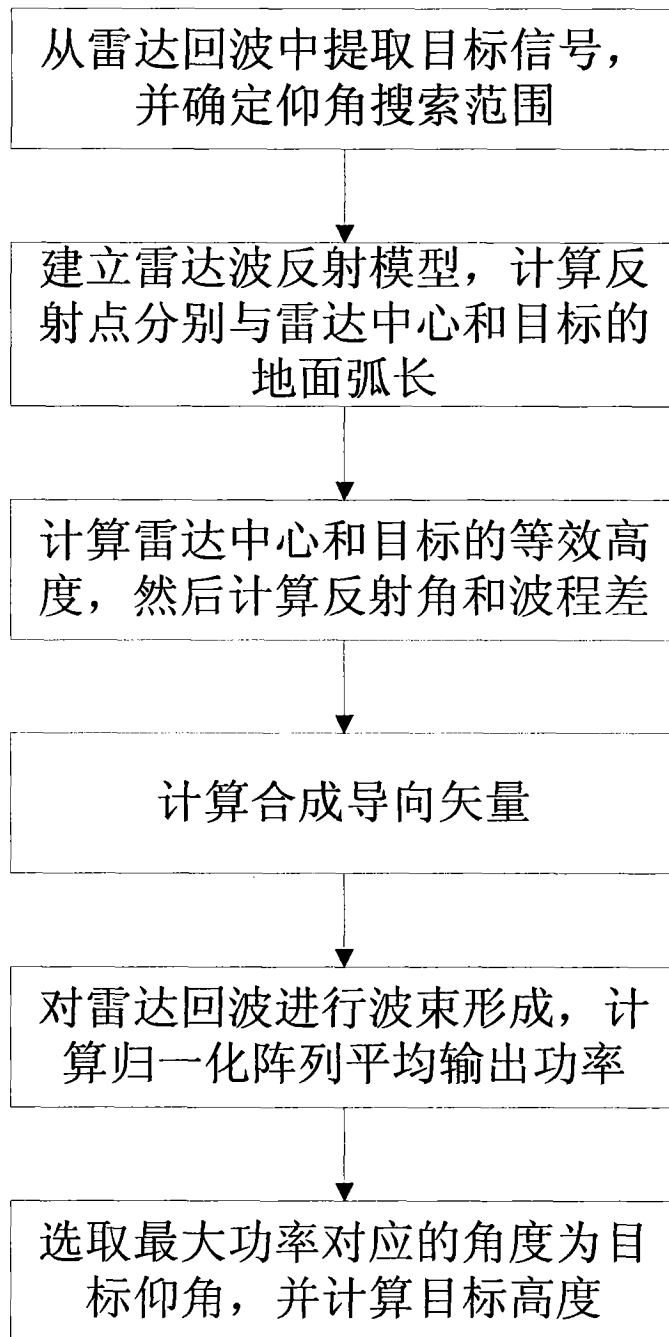 从雷达回波中提取目标信号，
并确定仰角搜索范围
建立雷达波反射模型，计算反
射点分别与雷达中心和目标的
地面弧长
计算雷达中心和目标的等效高
度，然后计算反射角和波程差
计算合成导向矢量
对雷达回波进行波束形成，计
算归一化阵列平均输出功率
选取最大功率对应的角度为目
标仰角，并计算目标高度